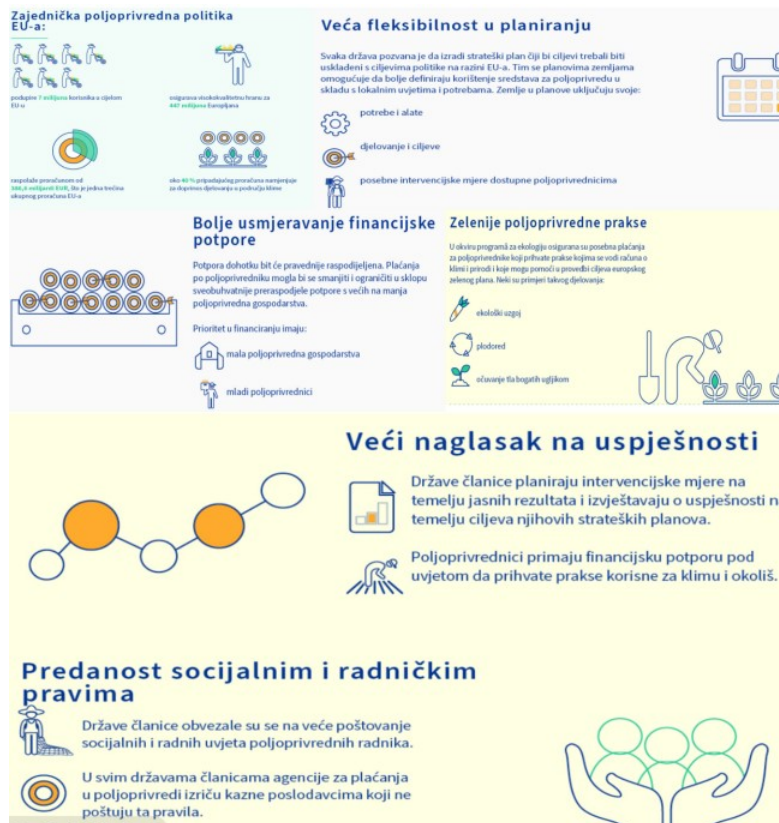 Zajednička poljoprivredna politika
EU-a:
podupire 7 milijuna korisnika u cijelom
EU-u
osigurava visokokvalitetnu hranu za
447 milijuna Europljana
raspolaže proračunom od
386,6 milijardi EUR, što je jedna trećina
ukupnog proračuna EU-a
oko 40 % pripadajućeg proračuna namjenjuje
za doprinos djelovanju u području klime
Veća fleksibilnost u planiranju
Svaka država pozvana je da izradi strateški plan čiji bi ciljevi trebali biti
usklađeni s ciljevima politike na razini EU-a. Tim se planovima zemljama
omogućuje da bolje definiraju korištenje sredstava za poljoprivredu u
skladu s lokalnim uvjetima i potrebama. Zemlje u planove uključuju svoje:
potrebe i alate
djelovanje i ciljeve
posebne intervencijske mjere dostupne poljoprivrednicima
Bolje usmjeravanje financijske
potpore
Potpora dohotku bit će pravednije raspodijeljena. Plaćanja
po poljoprivredniku mogla bi se smanjiti i ograničiti u sklopu
sveobuhvatnije preraspodjele potpore s većih na manja
poljoprivredna gospodarstva.
Prioritet u financiranju imaju:
mala poljoprivredna gospodarstva
mladi poljoprivrednici
Zelenije poljoprivredne prakse
U okviru programa za ekologiju osigurana su posebna plaćanja
za poljoprivrednike koji prihvate prakse kojima se vodi računa o
klimi i prirodi i koje mogu pomoći u provedbi ciljeva europskog
zelenog plana. Neki su primjeri takvog djelovanja:
ekološki uzgoj
plodored
očuvanje tla bogatih ugljikom
Veći naglasak na uspješnosti
Države članice planiraju intervencijske mjere na
temelju jasnih rezultata i izvještavaju o uspješnosti n
temelju ciljeva njihovih strateških planova.
Poljoprivrednici primaju financijsku potporu pod
uvjetom da prihvate prakse korisne za klimu i okoliš.
Predanost socijalnim i radničkim
pravima
Države članice obvezale su se na veće poštovanje
socijalnih i radnih uvjeta poljoprivrednih radnika.
U svim državama članicama agencije za plaćanja
u poljoprivredi izriču kazne poslodavcima koji ne
poštuju ta pravila.